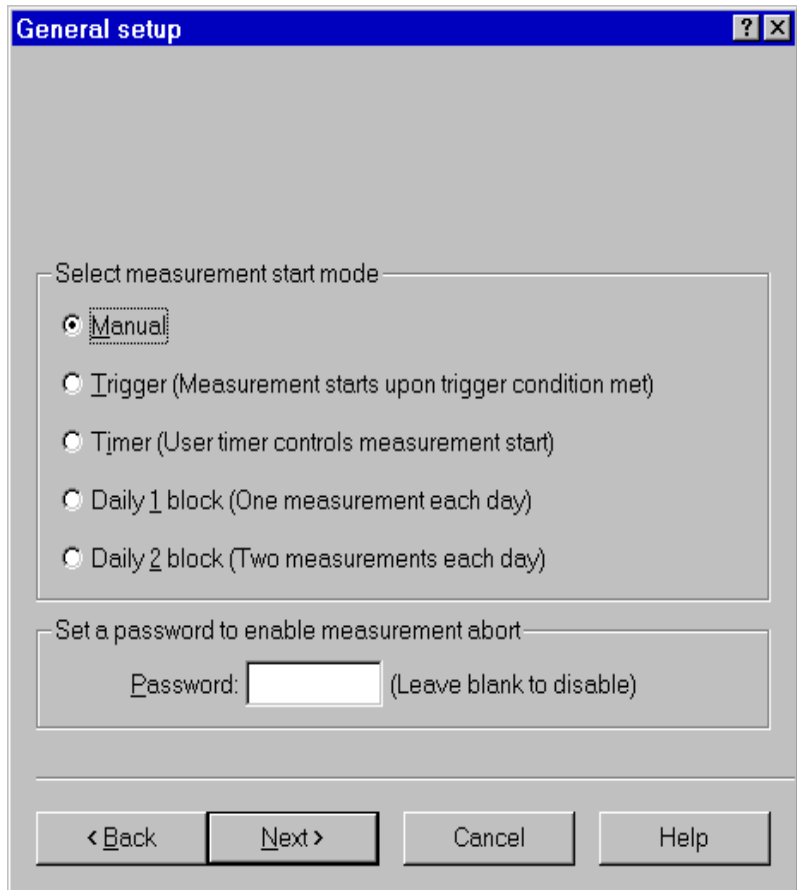 General setup
Select measurement start mode
Manual
Trigger (Measurement starts upon trigger condition met)
Timer (User timer controls measurement start)
Daily 1 block (One measurement each day)
Daily 2 block (Two measurements each day)
Set a password to enable measurement abort
Password: (Leave blank to disable)
< Back Next > Cancel Help